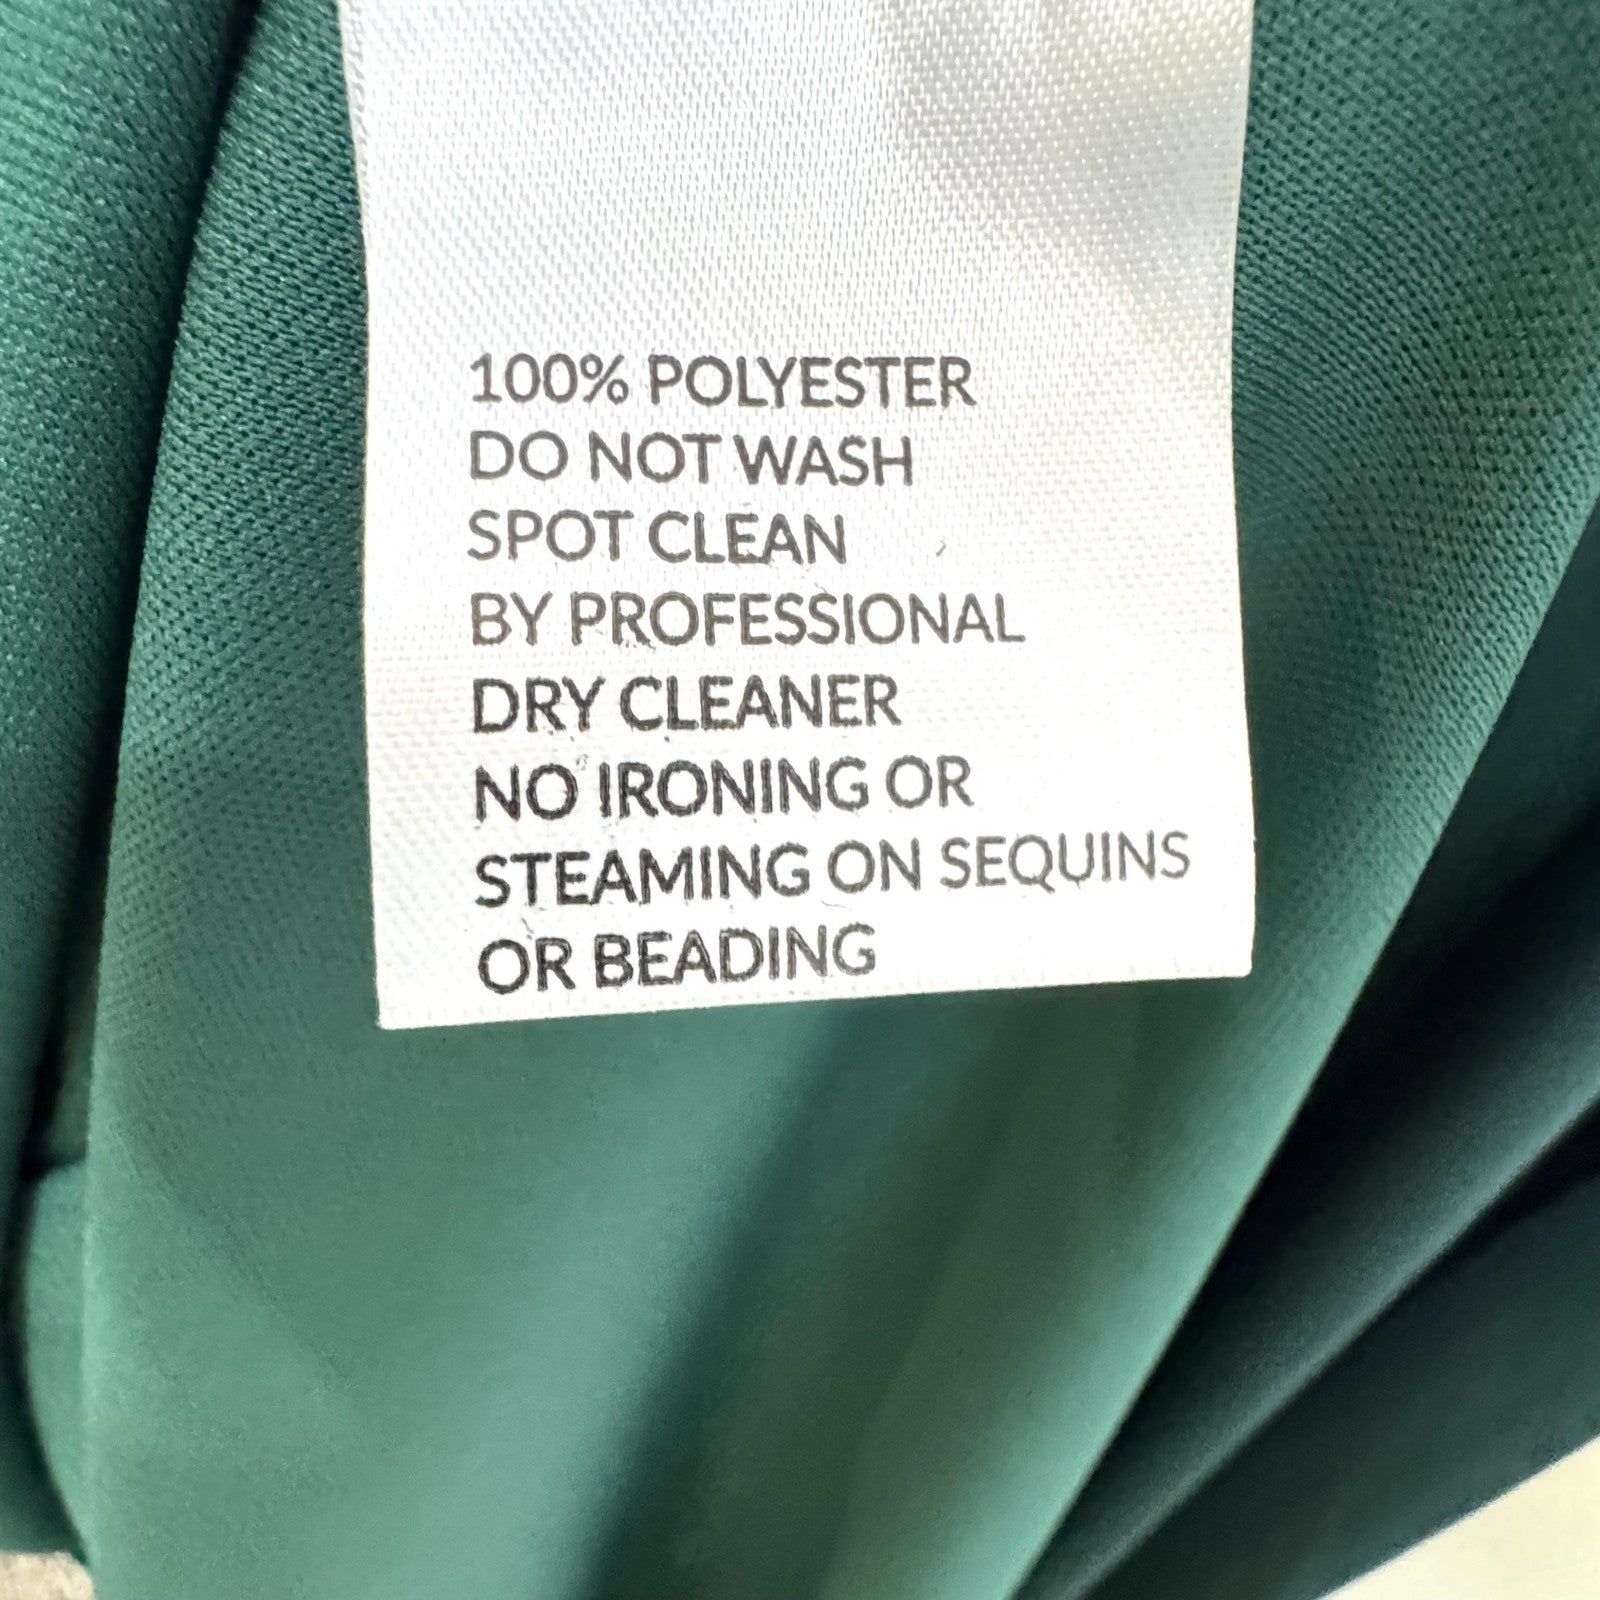 100% POLYESTER
DO NOT WASH
SPOT CLEAN
BY PROFESSIONAL
DRY CLEANER
NO IRONING OR
STEAMING ON SEQUINS
OR BEADING